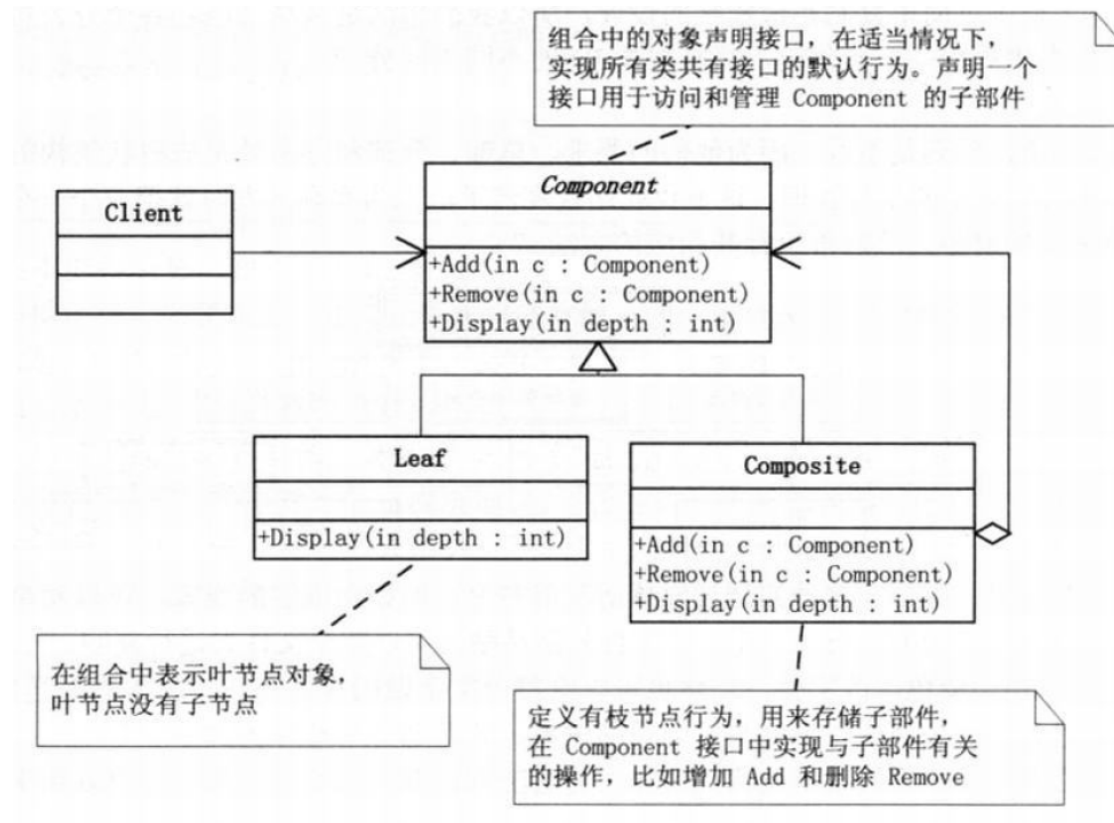 组合中的对象声明接口，在适当情况下，
实现所有类共有接口的默认行为。声明一个
接口用于访问和管理 Component 的子部件
Component
+Add(in c : Component)
+Remove(in c : Component)
+Display(in depth : int)
Client
Leaf
+Display(in depth : int)
Composite
+Add(in c : Component)
+Remove(in c : Component)
+Display(in depth : int)
在组合中表示叶节点对象，
叶节点没有子节点
定义有枝节点行为，用来存储子部件，
在 Component 接口中实现与子部件有关
的操作，比如增加 Add 和删除 Remove